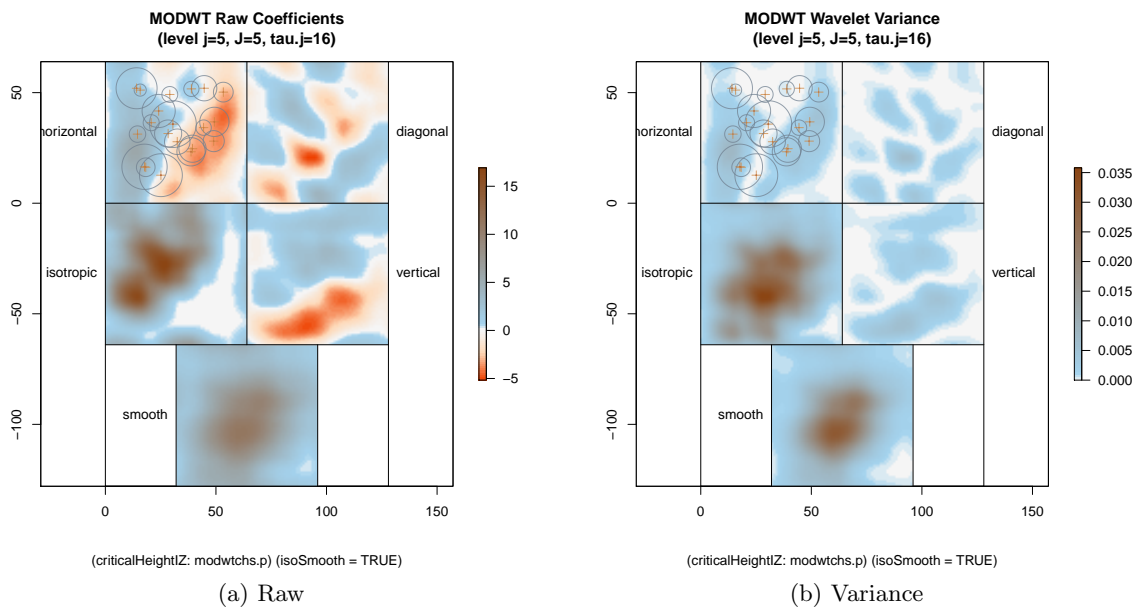 MODWT Raw Coefficients
(level j=5, J=5, tau.j=16)
50
0
−50
−100
horizontal
diagonal
isotropic
vertical
smooth
15
10
5
0
−5
0
50
100
150
(criticalHeightIZ: modwtchs.p) (isoSmooth = TRUE)
(a) Raw
MODWT Wavelet Variance
(level j=5, J=5, tau.j=16)
50
0
−50
−100
horizontal
diagonal
isotropic
vertical
smooth
0.035
0.030
0.025
0.020
0.015
0.010
0.005
0.000
0
50
100
150
(criticalHeightIZ: modwtchs.p) (isoSmooth = TRUE)
(b) Variance